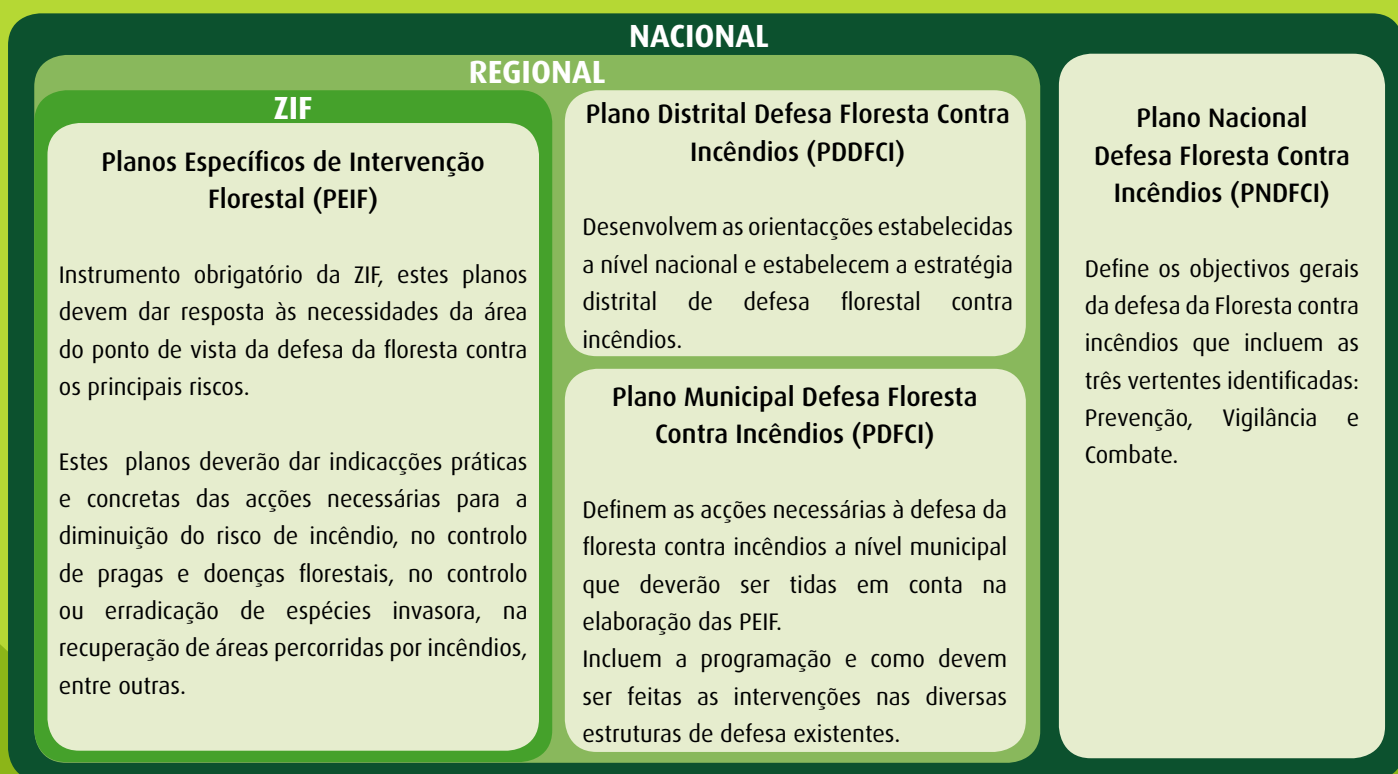 NACIONAL
REGIONAL
ZIF
Planos Específicos de Intervenção
Florestal (PEIF)
Instrumento obrigatório da ZIF, estes planos
devem dar resposta às necessidades da área
do ponto de vista da defesa da floresta contra
os principais riscos.
Estes planos deverão dar indicacções práticas
e concretas das acções necessárias para a
diminuição do risco de incêndio, no controlo
de pragas e doenças florestais, no controlo
ou erradicação de espécies invasora, na
recuperação de áreas percorridas por incêndios,
entre outras.
Plano Distrital Defesa Floresta Contra
Incêndios (PDDFCI)
Desenvolvem as orientacções estabelecidas
a nível nacional e estabelecem a estratégia
distrital de defesa florestal contra
incêndios.
Plano Municipal Defesa Floresta
Contra Incêndios (PDFCI)
Definem as acções necessárias à defesa da
floresta contra incêndios a nível municipal
que deverão ser tidas em conta na
elaboração das PEIF.
Incluem a programação e como devem
ser feitas as intervenções nas diversas
estruturas de defesa existentes.
Plano Nacional
Defesa Floresta Contra
Incêndios (PNDFCI)
Define os objectivos gerais
da defesa da Floresta contra
incêndios que incluem as
três vertentes identificadas:
Prevenção, Vigilância e
Combate.